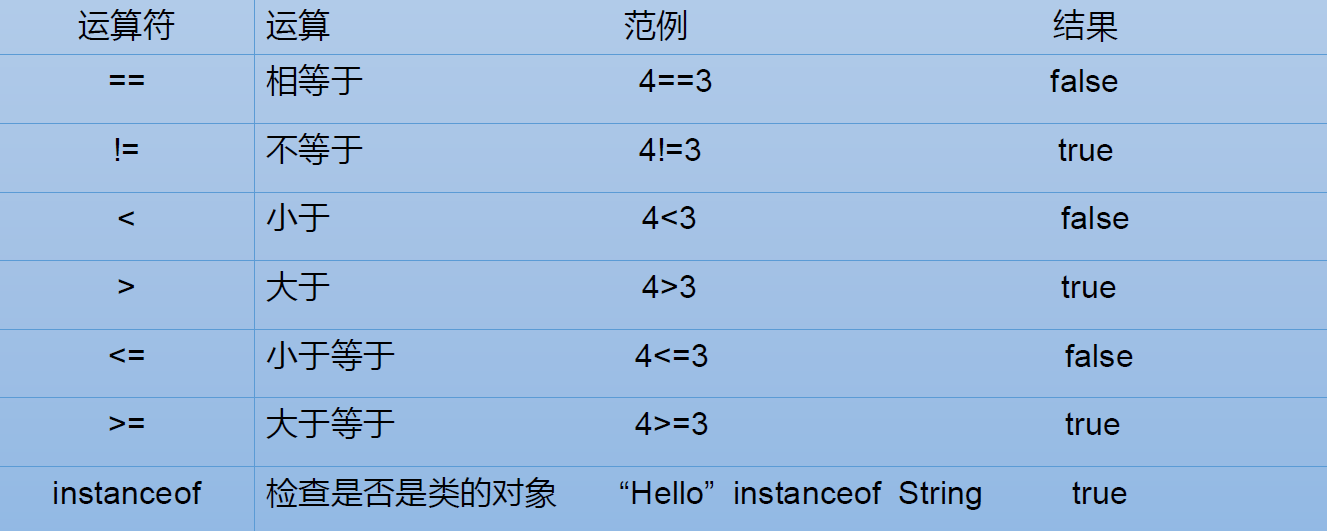 运算符 运算 范例 结果
== 相等于 4==3 false
!= 不等于 4!=3 true
< 小于 4<3 false
> 大于 4>3 true
<= 小于等于 4<=3 false
>= 大于等于 4>=3 true
instanceof 检查是否是类的对象 “Hello” instanceof String true